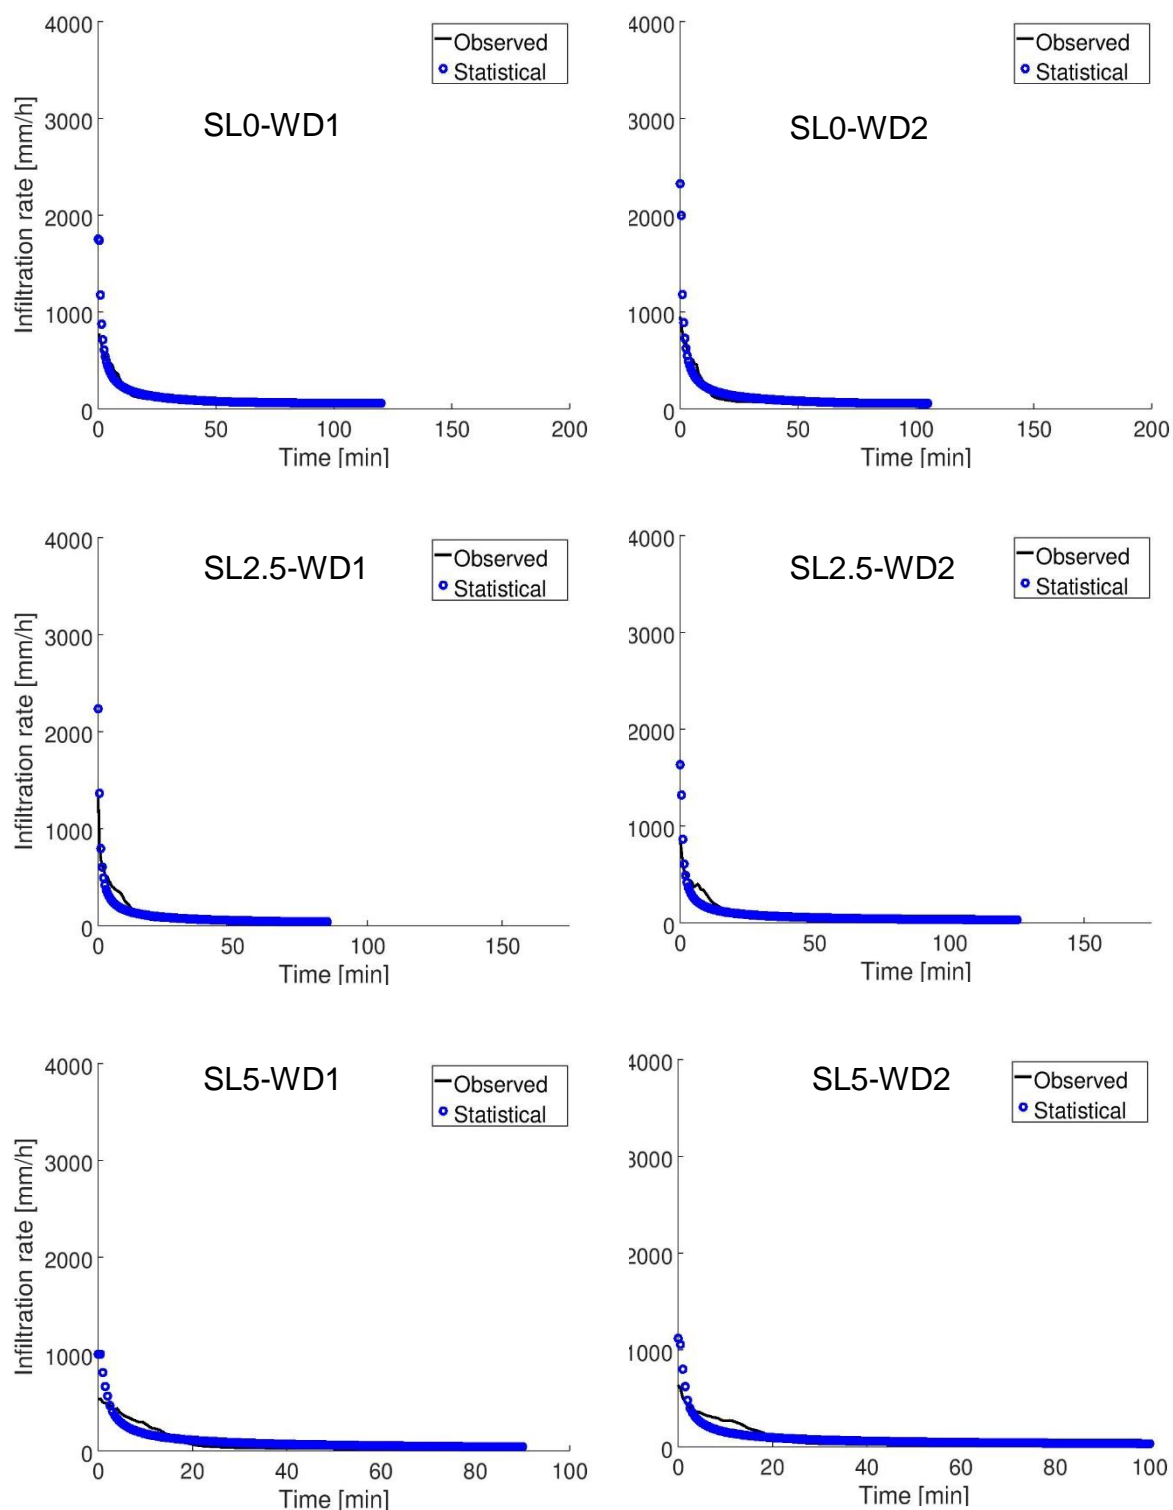 4000
3000
2000
1000
0
Infiltration rate [mm/h]
SL0-WD1
Observed
Statistical
0 50 100 150 200
Time [min]
4000
3000
2000
1000
0
SL0-WD2
Observed
Statistical
0 50 100 150 200
Time [min]
4000
3000
2000
1000
0
Infiltration rate [mm/h]
SL2.5-WD1
Observed
Statistical
0 50 100 150
Time [min]
4000
3000
2000
1000
0
SL2.5-WD2
Observed
Statistical
0 50 100 150
Time [min]
4000
3000
2000
1000
0
Infiltration rate [mm/h]
SL5-WD1
Observed
Statistical
0 20 40 60 80 100
Time [min]
4000
3000
2000
1000
0
SL5-WD2
Observed
Statistical
0 20 40 60 80 100
Time [min]